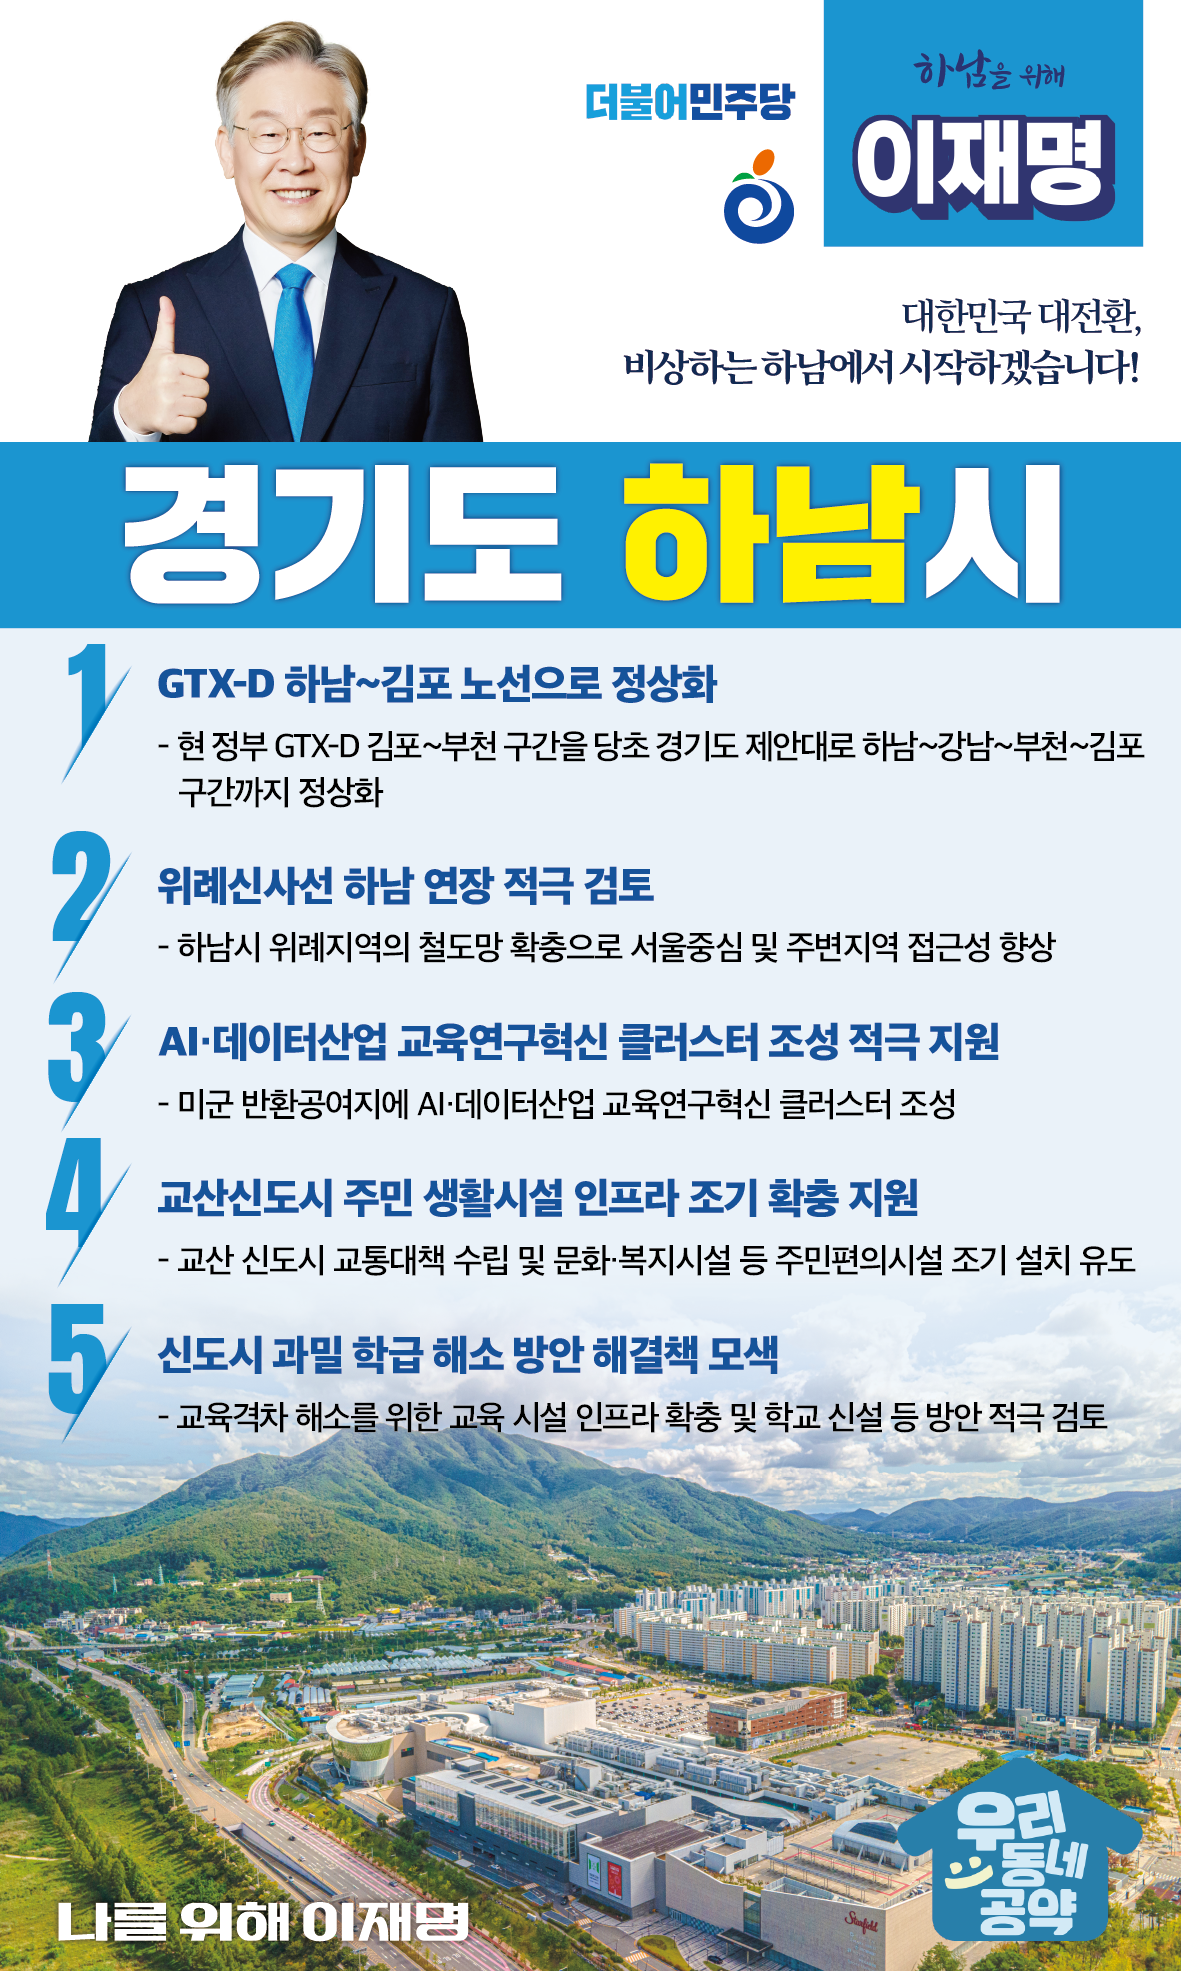 더불어민주당
하남을 위해
이재명
대한민국 대전환,
비상하는 하남에서 시작하겠습니다!
경기도 하남시
1
GTX-D 하남~김포 노선으로 정상화
- 현 정부 GTX-D 김포~부천 구간을 당초 경기도 제안대로 하남~강남~부천~김포
구간까지 정상화
2
위례신사선 하남 연장 적극 검토
- 하남시 위례지역의 철도망 확충으로 서울중심 및 주변지역 접근성 향상
3
AI·데이터산업 교육연구혁신 클러스터 조성 적극 지원
- 미군 반환공여지에 AI·데이터산업 교육연구혁신 클러스터 조성
4
교산신도시 주민 생활시설 인프라 조기 확충 지원
- 교산 신도시 교통대책 수립 및 문화·복지시설 등 주민편의시설 조기 설치 유도
5
신도시 과밀 학급 해소 방안 해결책 모색
- 교육격차 해소를 위한 교육 시설 인프라 확충 및 학교 신설 등 방안 적극 검토
Starfield
우리
동네
공약
나를 위해 이재명